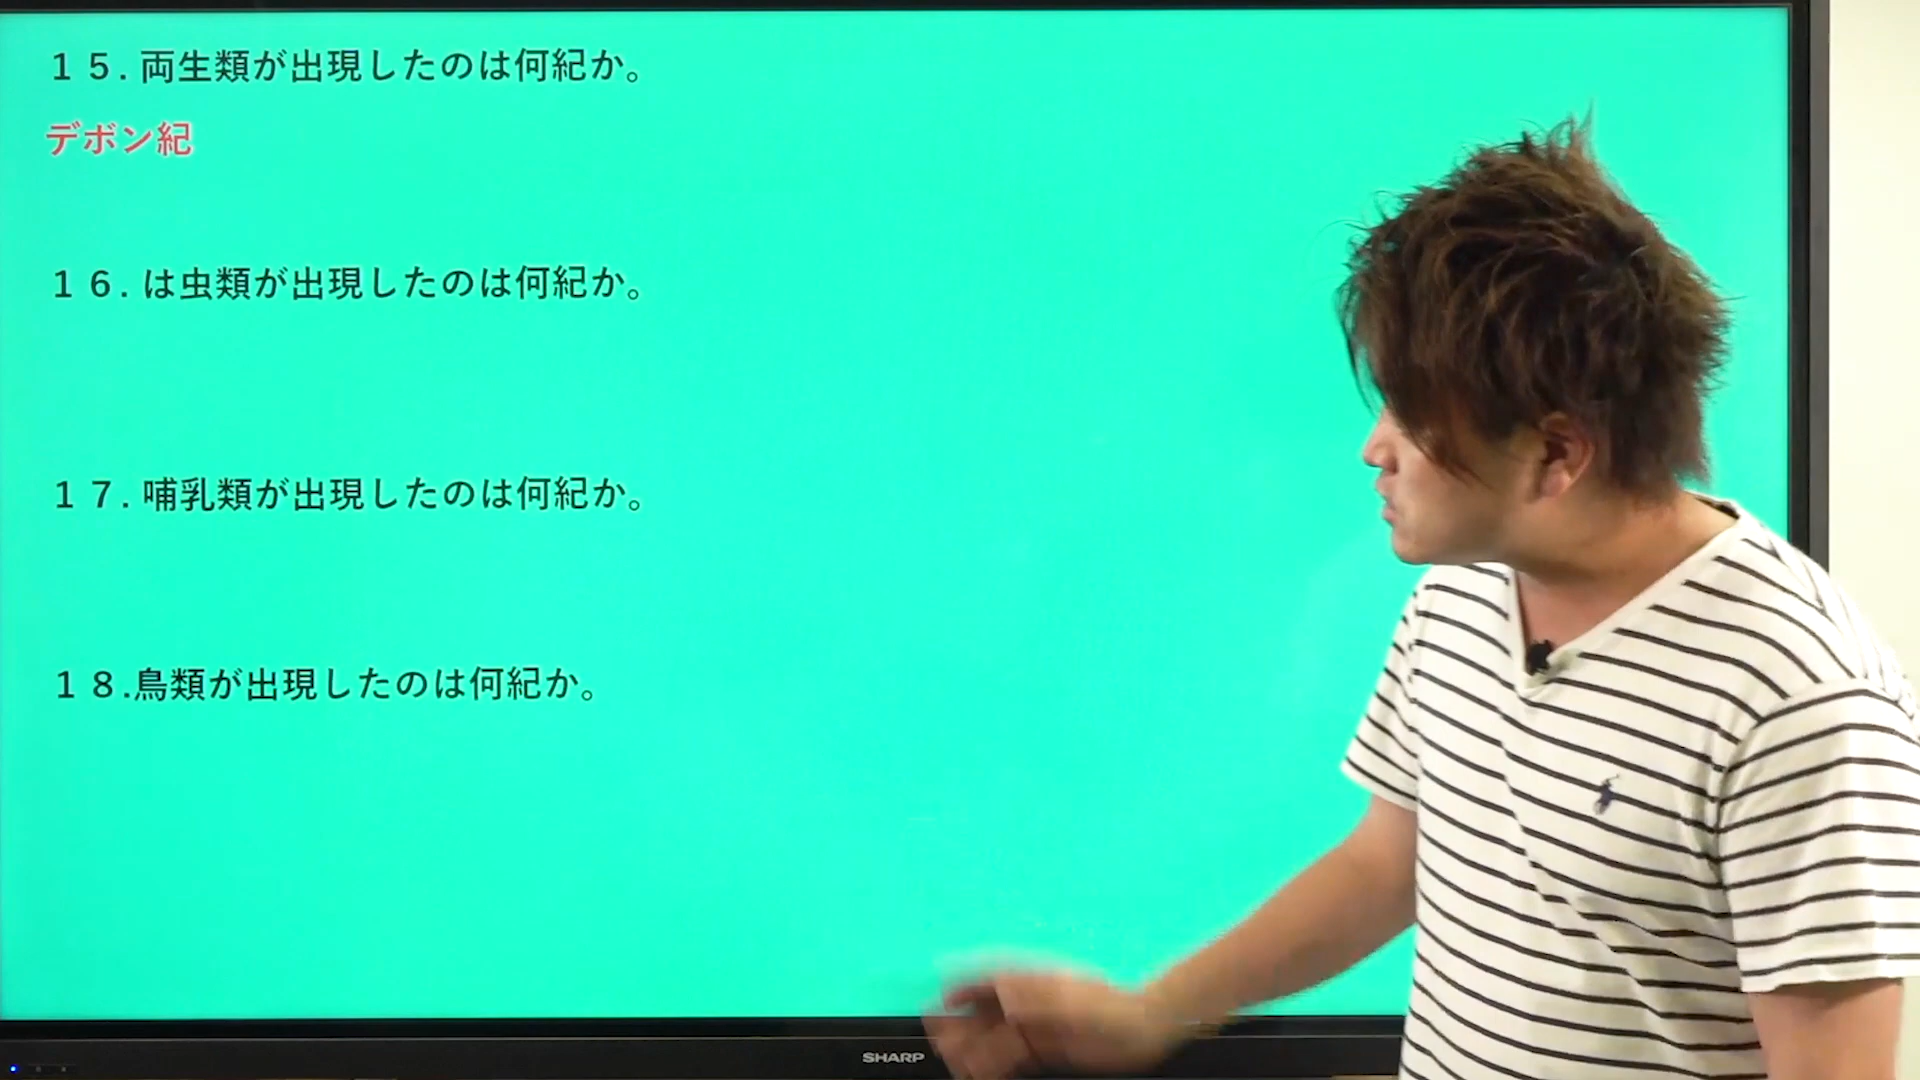 １５.両生類が出現したのは何紀か。
デボン紀
１６.は虫類が出現したのは何紀か。
１７.哺乳類が出現したのは何紀か。
１８.鳥類が出現したのは何紀か。
SHARP